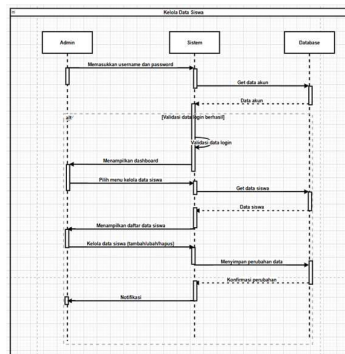 Kelola Data Siswa
Admin
Sistem
Database
Memasukkan username dan password
Get data akun
Data akun
alt
[Validasi data login berhasil]
Validasi data login
Menampilkan dashboard
Pilih menu kelola data siswa
Get data siswa
Data siswa
Menampilkan daftar data siswa
Kelola data siswa (tambah/ubah/hapus)
Menyimpan perubahan data
Konfirmasi perubahan
Notifikasi